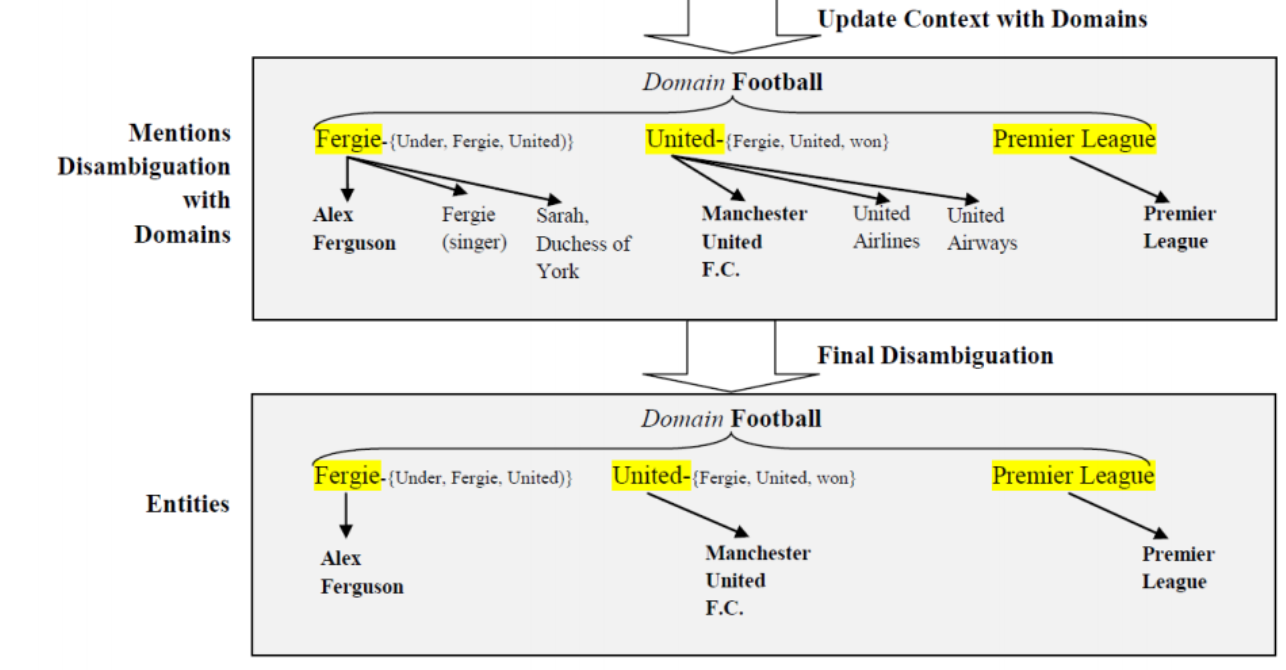 Update Context with Domains
Domain Football
Mentions
Disambiguation
with
Domains
Fergie-{Under, Fergie, United)}
United-{Fergie, United, won}
Premier League
Alex
Ferguson
Fergie
(singer)
Sarah,
Duchess of
York
Manchester
United
F.C.
United
Airlines
United
Airways
Premier
League
Final Disambiguation
Domain Football
Entities
Fergie-{Under, Fergie, United)}
United-{Fergie, United, won}
Premier League
Alex
Ferguson
Manchester
United
F.C.
Premier
League